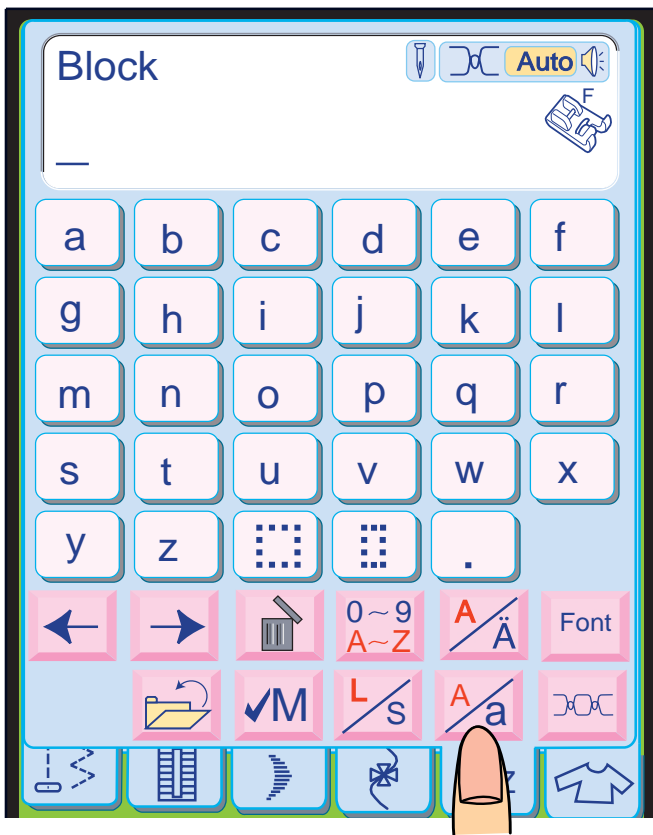 Block
Auto
F
_
a b c d e f
g h i j k l
m n o p q r
s t u v w x
y z .
0~9
A~Z
A/Ä
Font
✓M
L/s
A/a
z